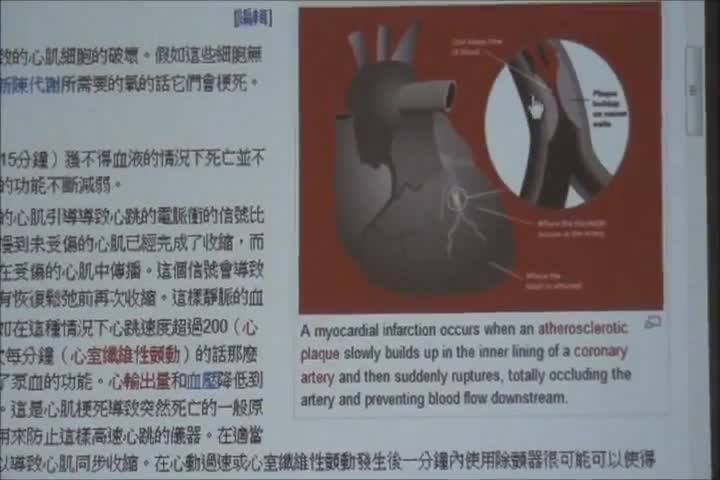 [編輯]
致的心肌細胞的破壞。假如這些細胞無
新陳代謝所需要的氧的話它們會壞死。
15分鐘）獲不得血液的情況下死亡並不
的功能不斷減弱。
的心肌引導導致心跳的電脈衝的信號比
慢到未受傷的心肌已經完成了收縮，而
在受傷的心肌中傳播。這個信號會導致
有恢復鬆弛前再次收縮。這樣靜脈的血
如在這種情況下心跳速度超過200（心
次每分鐘（心室纖維性顫動）的話那麼
了泵血的功能。心輸出量和血壓降低到
。這是心肌梗死導致突然死亡的一般原
用來防止這樣高速心跳的儀器。在適當
以導致心肌同步收縮。在心動過速或心室纖維性顫動發生後一分鐘內使用除顫器很可能可以使得
Plaque
buildup
on vessel
walls
Where the blockage
occurs in the artery
Where the
A myocardial infarction occurs when an atherosclerotic
plaque slowly builds up in the inner lining of a coronary
artery and then suddenly ruptures, totally occluding the
artery and preventing blood flow downstream.